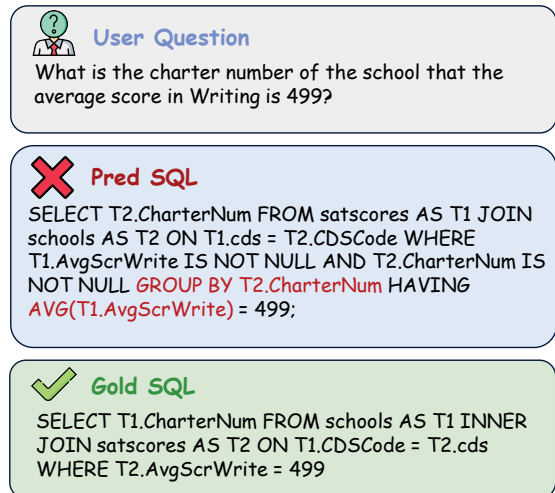 User Question
What is the charter number of the school that the
average score in Writing is 499?
Pred SQL
SELECT T2.CharterNum FROM satscores AS T1 JOIN
schools AS T2 ON T1.cds = T2.CDSCode WHERE
T1.AvgScrWrite IS NOT NULL AND T2.CharterNum IS
NOT NULL GROUP BY T2.CharterNum HAVING
AVG(T1.AvgScrWrite) = 499;
Gold SQL
SELECT T1.CharterNum FROM schools AS T1 INNER
JOIN satscores AS T2 ON T1.CDSCode = T2.cds
WHERE T2.AvgScrWrite = 499